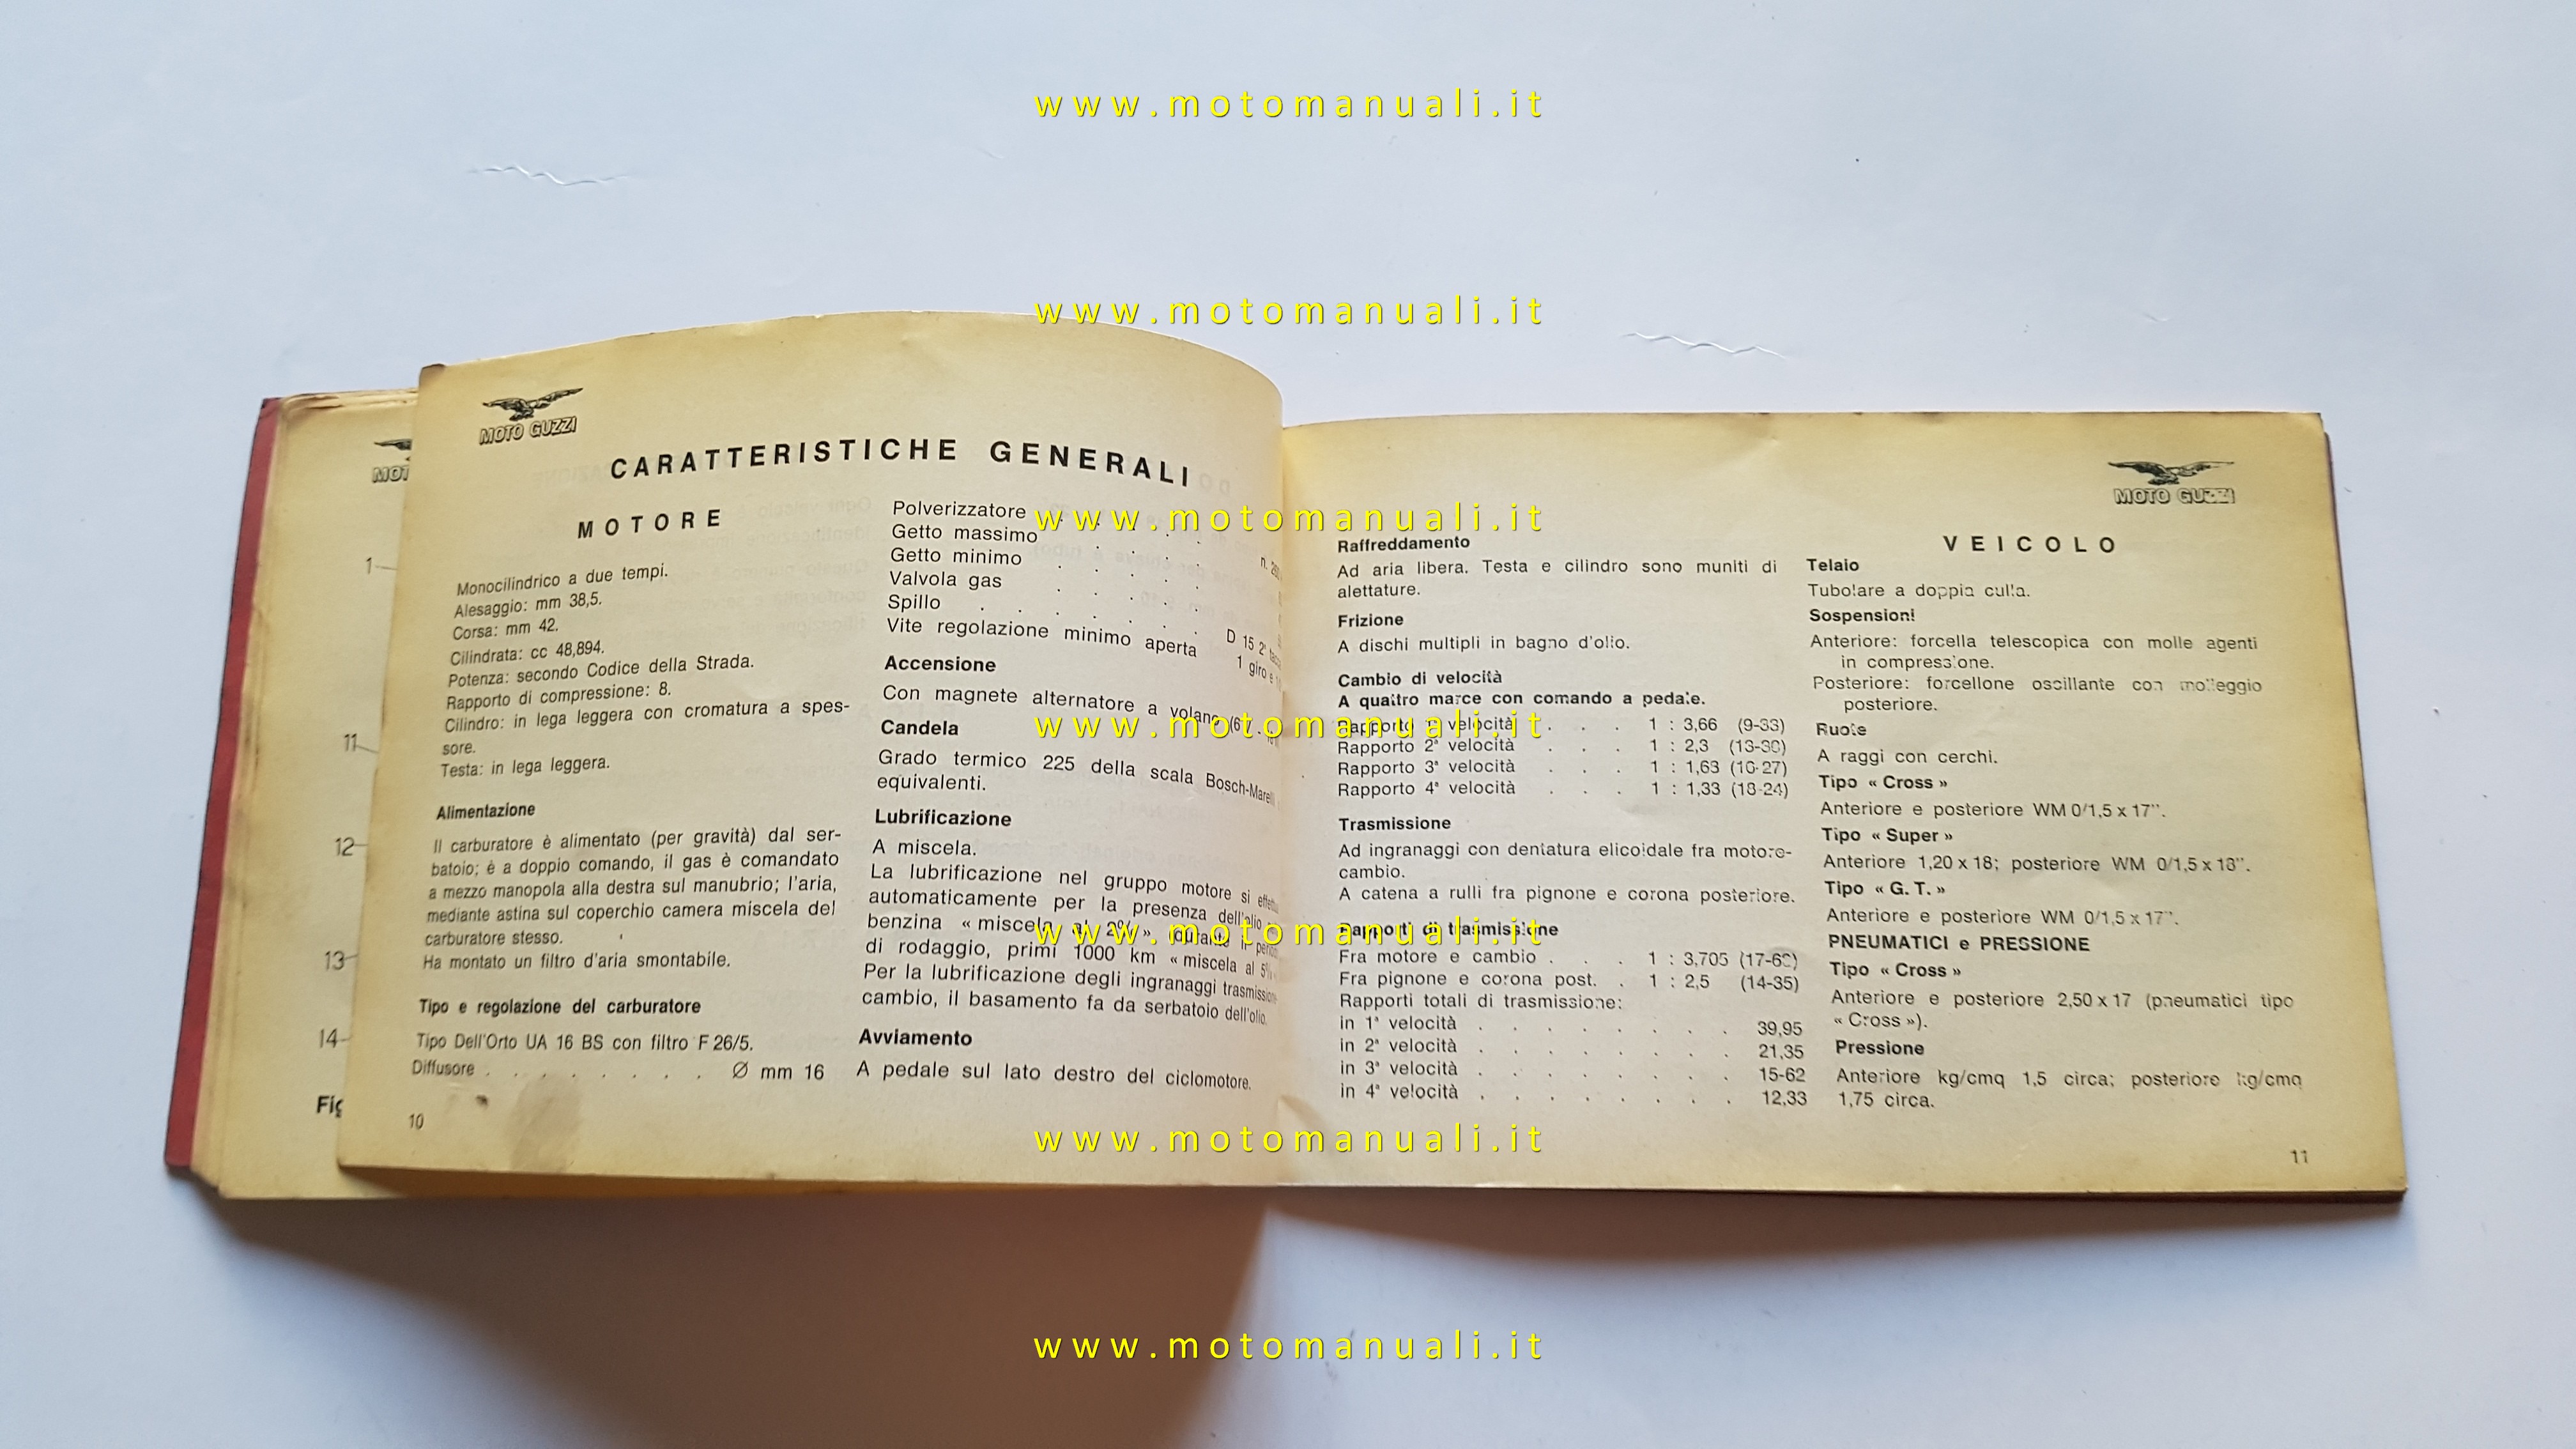 www.motomanuali.it
www.motomanuali.it
www.motomanuali.it
www.motomanuali.it
www.motomanuali.it
www.motomanuali.it
www.motomanuali.it
1
11
12
13
14
MOTO GUZZI
CARATTERISTICHE GENERALI
MOTORE
Monocilindrico a due tempi.
Alesaggio: mm 38,5.
Corsa: mm 42.
Cilindrata: cc 48,894.
Potenza: secondo Codice della Strada.
Rapporto di compressione: 8.
Cilindro: in lega leggera con cromatura a spes-
sore.
Testa: in lega leggera.
Alimentazione
Il carburatore è alimentato (per gravità) dal ser-
batoio; è a doppio comando, il gas è comandato
a mezzo manopola alla destra sul manubrio; l'aria,
mediante astina sul coperchio camera miscela del
carburatore stesso.
Ha montato un filtro d'aria smontabile.
Tipo e regolazione del carburatore
Tipo Dell'Orto UA 16 BS con filtro F 26/5.
Diffusore . . . . . . . Ø mm 16
10
Polverizzatore
Getto massimo . . . .
Getto minimo . . . . n.
Valvola gas . . . .
Spillo . . . . . . D 15 2ª
Vite regolazione minimo aperta 1 giro e
Accensione
Con magnete alternatore a volano (6
Candela
Grado termico 225 della scala Bosch-Marelli
equivalenti.
Lubrificazione
A miscela.
La lubrificazione nel gruppo motore si
automaticamente per la presenza dell'olio
benzina « miscela al 2% » (durante il
di rodaggio, primi 1000 km « miscela al 5%
Per la lubrificazione degli ingranaggi
cambio, il basamento fa da serbatoio dell'olio.
Avviamento
A pedale sul lato destro del ciclomotore.
Raffreddamento
Ad aria libera. Testa e cilindro sono muniti di
alettature.
Frizione
A dischi multipli in bagno d'olio.
Cambio di velocità
A quattro marce con comando a pedale.
Rapporto 1ª velocità . . . 1 : 3,66 (9-33)
Rapporto 2ª velocità . . . 1 : 2,3 (13-30)
Rapporto 3ª velocità . . . 1 : 1,63 (16-27)
Rapporto 4ª velocità . . . 1 : 1,33 (18-24)
Trasmissione
Ad ingranaggi con dentatura elicoidale fra motore-
cambio.
A catena a rulli fra pignone e corona posteriore.
Rapporti di trasmissione
Fra motore e cambio . . . 1 : 3,705 (17-63)
Fra pignone e corona post. . 1 : 2,5 (14-35)
Rapporti totali di trasmissione:
in 1ª velocità . . . . . . . . 39,95
in 2ª velocità . . . . . . . . 21,35
in 3ª velocità . . . . . . . . 15-62
in 4ª velocità . . . . . . . . 12,33
MOTO GUZZI
VEICOLO
Telaio
Tubolare a doppia culla.
Sospensioni
Anteriore: forcella telescopica con molle agenti
in compressione.
Posteriore: forcellone oscillante con molleggio
posteriore.
Ruote
A raggi con cerchi.
Tipo « Cross »
Anteriore e posteriore WM 0/1,5 x 17".
Tipo « Super »
Anteriore 1,20 x 18; posteriore WM 0/1,5 x 18".
Tipo « G. T. »
Anteriore e posteriore WM 0/1,5 x 17".
PNEUMATICI e PRESSIONE
Tipo « Cross »
Anteriore e posteriore 2,50 x 17 (pneumatici tipo
« Cross »).
Pressione
Anteriore kg/cmq 1,5 circa; posteriore kg/cmq
1,75 circa.
11